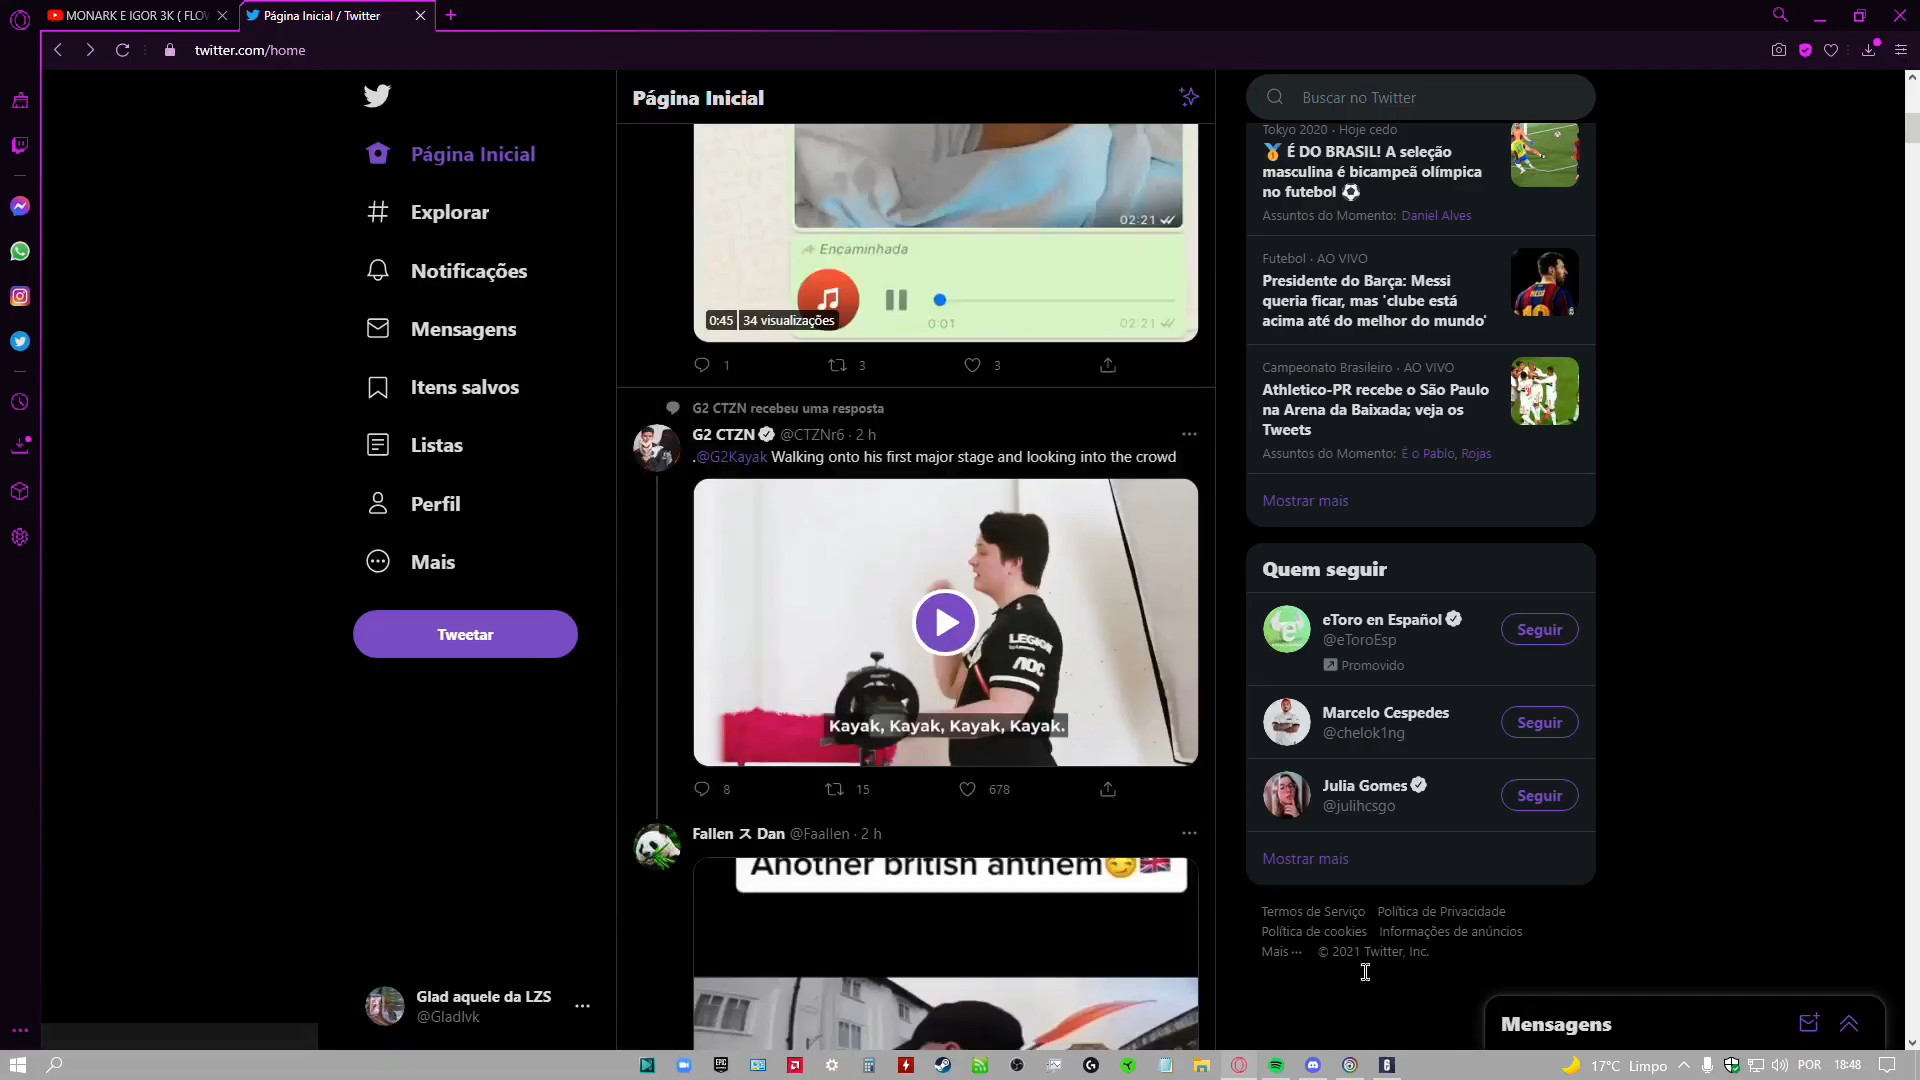 MONARK E IGOR 3K ( FLOW
Página Inicial / Twitter
twitter.com/home
Página Inicial
Explorar
Notificações
Mensagens
Itens salvos
Listas
Perfil
Mais
Tweetar
Glad aquele da LZS
@Gladlvk
Página Inicial
02:21
Encaminhada
0:45 34 visualizações
0:01
02:21
1
3
3
G2 CTZN recebeu uma resposta
G2 CTZN @CTZNr6 · 2 h
.@G2Kayak Walking onto his first major stage and looking into the crowd
LEGION
AOC
Kayak, Kayak, Kayak, Kayak.
8
15
678
Fallen ス Dan @Faallen · 2 h
Another british anthem😏🇬🇧
Buscar no Twitter
Tokyo 2020 · Hoje cedo
🥇 É DO BRASIL! A seleção
masculina é bicampeã olímpica
no futebol ⚽
Assuntos do Momento: Daniel Alves
Futebol · AO VIVO
Presidente do Barça: Messi
queria ficar, mas 'clube está
acima até do melhor do mundo'
Campeonato Brasileiro · AO VIVO
Athletico-PR recebe o São Paulo
na Arena da Baixada; veja os
Tweets
Assuntos do Momento: É o Pablo, Rojas
Mostrar mais
Quem seguir
eToro en Español
@eToroEsp
Promovido
Seguir
Marcelo Cespedes
@chelok1ng
Seguir
Julia Gomes
@julihcsgo
Seguir
Mostrar mais
Termos de Serviço Política de Privacidade
Política de cookies Informações de anúncios
Mais ··· © 2021 Twitter, Inc.
Mensagens
17°C Limpo
POR
18:48